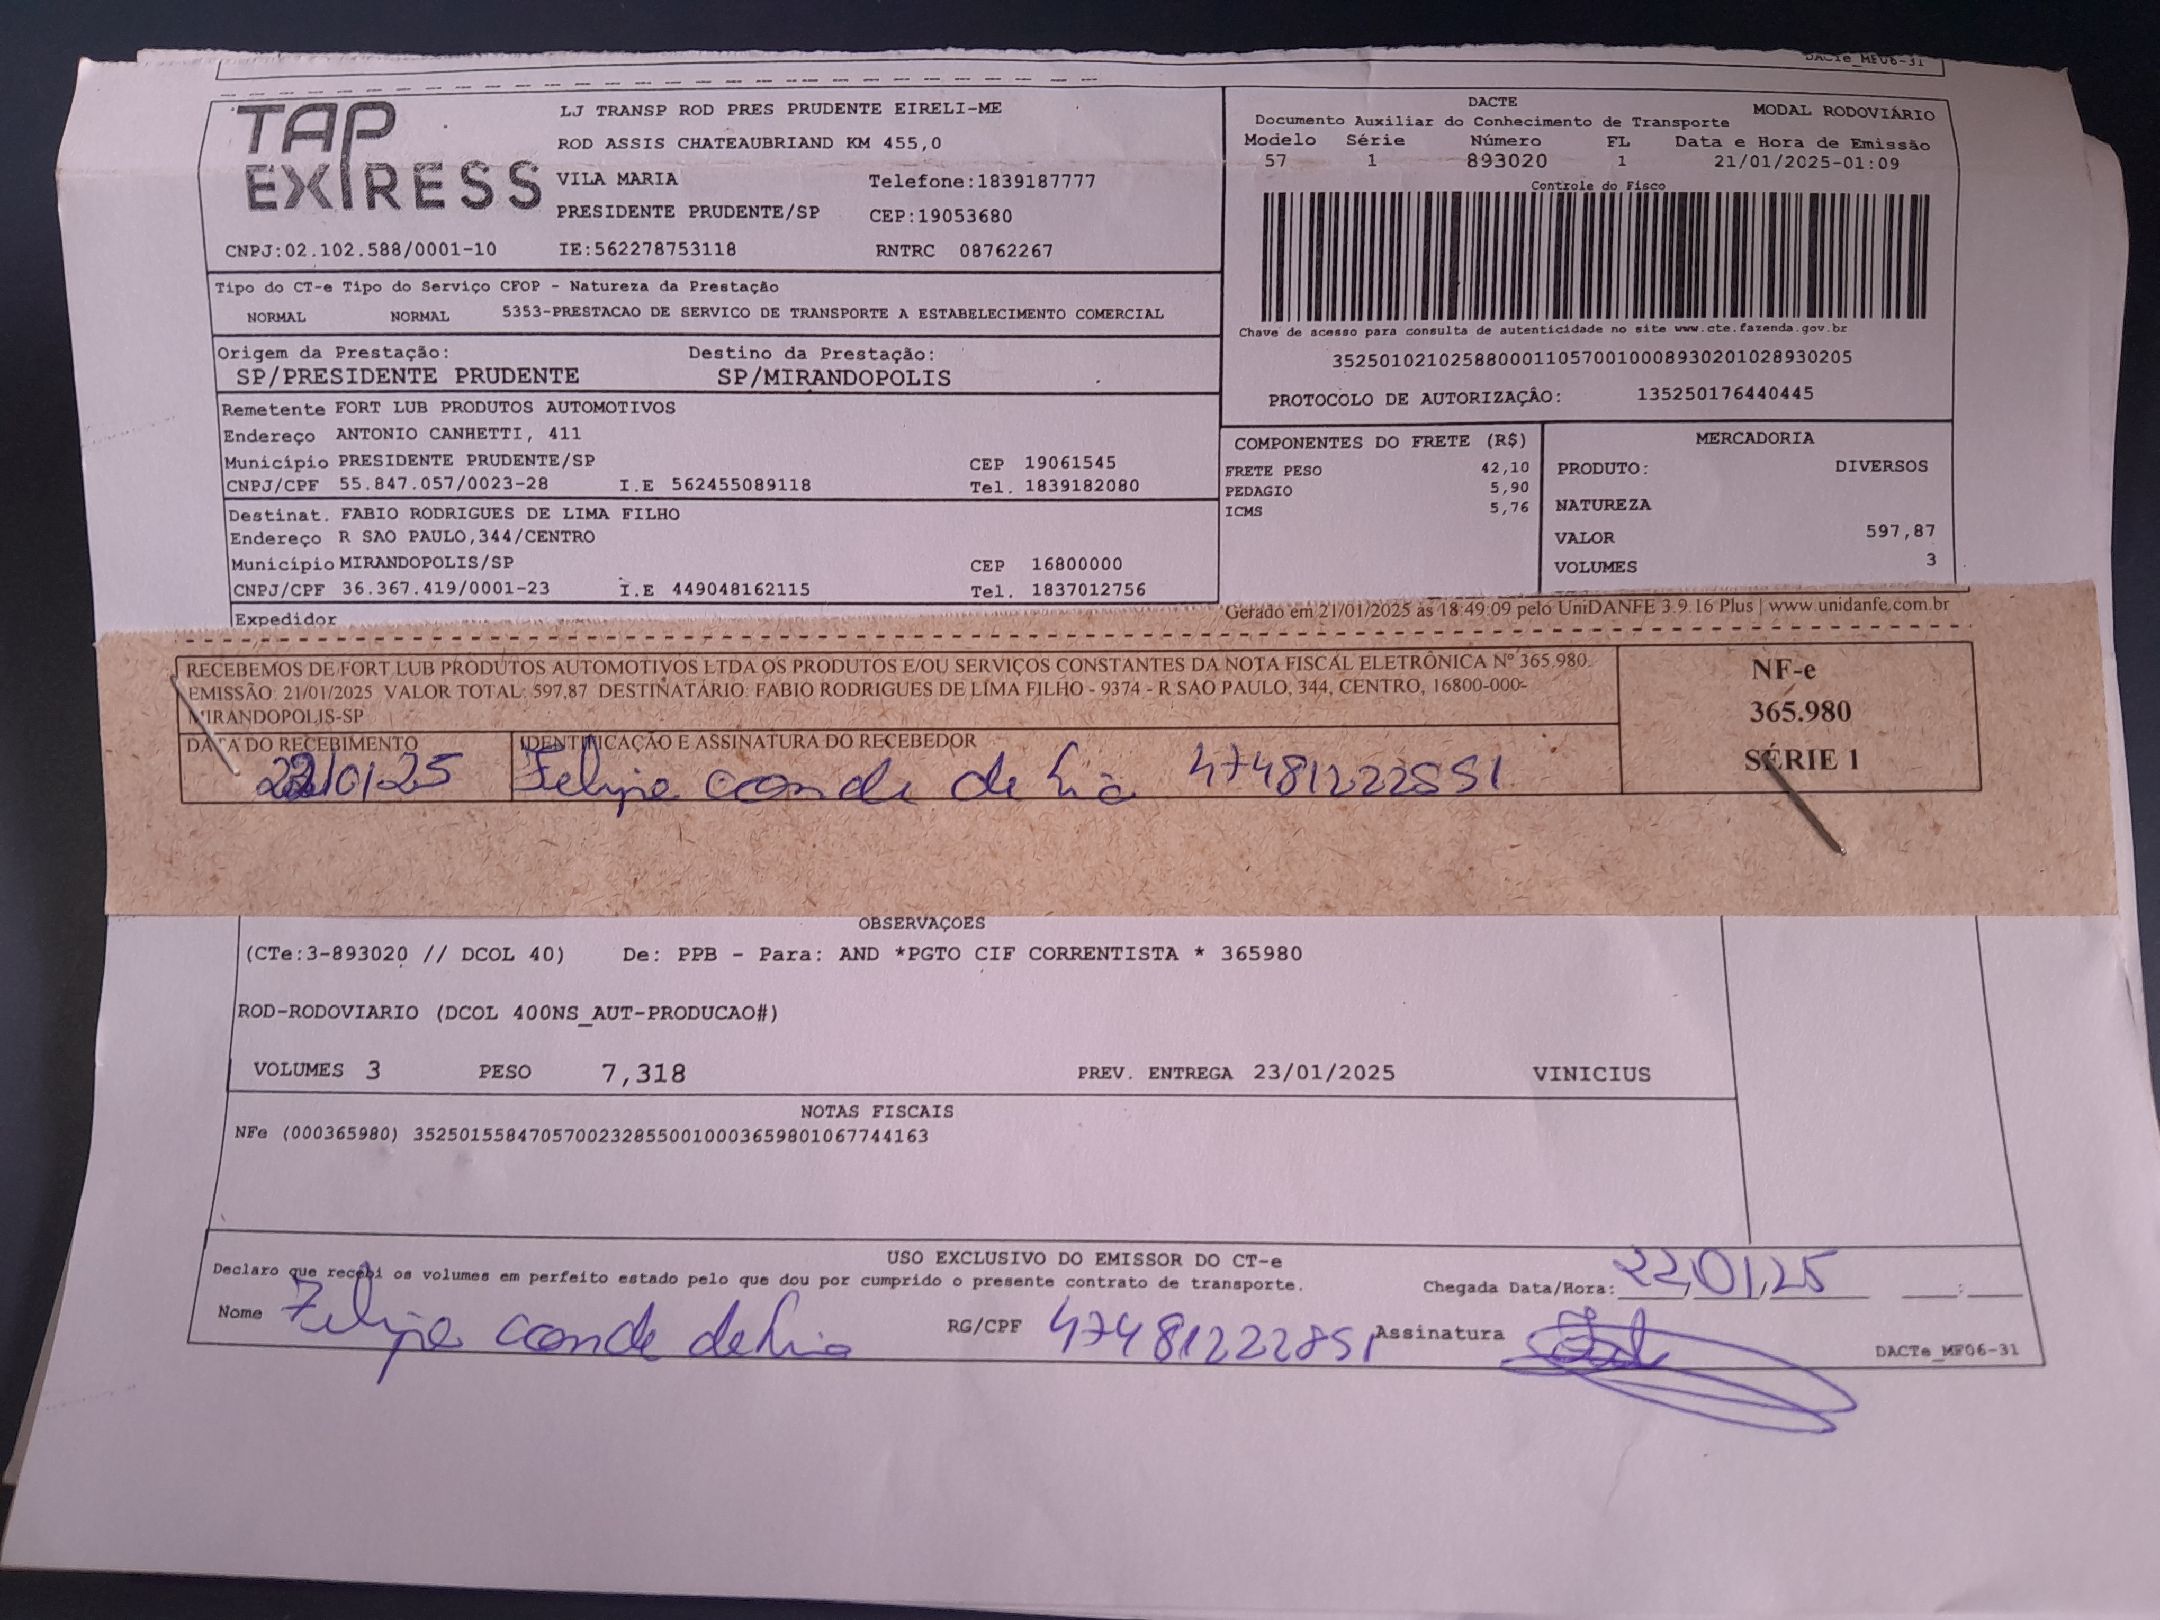 DACTe_MF06-31
TAP EXPRESS
LJ TRANSP ROD PRES PRUDENTE EIRELI-ME
ROD ASSIS CHATEAUBRIAND KM 455,0
VILA MARIA Telefone:1839187777
PRESIDENTE PRUDENTE/SP CEP:19053680
CNPJ:02.102.588/0001-10 IE:562278753118 RNTRC 08762267
DACTE MODAL RODOVIÁRIO
Documento Auxiliar do Conhecimento de Transporte
Modelo Série Número FL Data e Hora de Emissão
57 1 893020 1 21/01/2025-01:09
Controle do Fisco
Chave de acesso para consulta de autenticidade no site www.cte.fazenda.gov.br
35250102102588000110570010008930201028930205
PROTOCOLO DE AUTORIZAÇÂO: 135250176440445
Tipo do CT-e Tipo do Serviço CFOP - Natureza da Prestação
NORMAL NORMAL 5353-PRESTACAO DE SERVICO DE TRANSPORTE A ESTABELECIMENTO COMERCIAL
Origem da Prestação: Destino da Prestação:
SP/PRESIDENTE PRUDENTE SP/MIRANDOPOLIS
Remetente FORT LUB PRODUTOS AUTOMOTIVOS
Endereço ANTONIO CANHETTI, 411
Município PRESIDENTE PRUDENTE/SP CEP 19061545
CNPJ/CPF 55.847.057/0023-28 I.E 562455089118 Tel. 1839182080
Destinat. FABIO RODRIGUES DE LIMA FILHO
Endereço R SAO PAULO,344/CENTRO
Município MIRANDOPOLIS/SP CEP 16800000
CNPJ/CPF 36.367.419/0001-23 I.E 449048162115 Tel. 1837012756
Expedidor
COMPONENTES DO FRETE (R$)
FRETE PESO 42,10
PEDAGIO 5,90
ICMS 5,76
MERCADORIA
PRODUTO: DIVERSOS
NATUREZA
VALOR 597,87
VOLUMES 3
Gerado em 21/01/2025 às 18:49:09 pelo UniDANFE 3.9.16 Plus | www.unidanfe.com.br
RECEBEMOS DE FORT LUB PRODUTOS AUTOMOTIVOS LTDA OS PRODUTOS E/OU SERVIÇOS CONSTANTES DA NOTA FISCAL ELETRÔNICA Nº 365.980.
EMISSÃO: 21/01/2025 VALOR TOTAL: 597,87 DESTINATÁRIO: FABIO RODRIGUES DE LIMA FILHO - 9374 - R SAO PAULO, 344, CENTRO, 16800-000-
MIRANDOPOLIS-SP
DATA DO RECEBIMENTO IDENTIFICAÇÃO E ASSINATURA DO RECEBEDOR
22/01/25 Felipe conde de 47481222851
NF-e
365.980
SÉRIE 1
OBSERVAÇOES
(CTe:3-893020 // DCOL 40) De: PPB - Para: AND *PGTO CIF CORRENTISTA * 365980
ROD-RODOVIARIO (DCOL 400NS_AUT-PRODUCAO#)
VOLUMES 3 PESO 7,318 PREV. ENTREGA 23/01/2025 VINICIUS
NOTAS FISCAIS
NFe (000365980) 35250155847057002328550010003659801067744163
USO EXCLUSIVO DO EMISSOR DO CT-e
Declaro que recebi os volumes em perfeito estado pelo que dou por cumprido o presente contrato de transporte.
Chegada Data/Hora: 22,01,25
Nome Felipe conde de RG/CPF 47481222851 Assinatura
DACTe_MF06-31